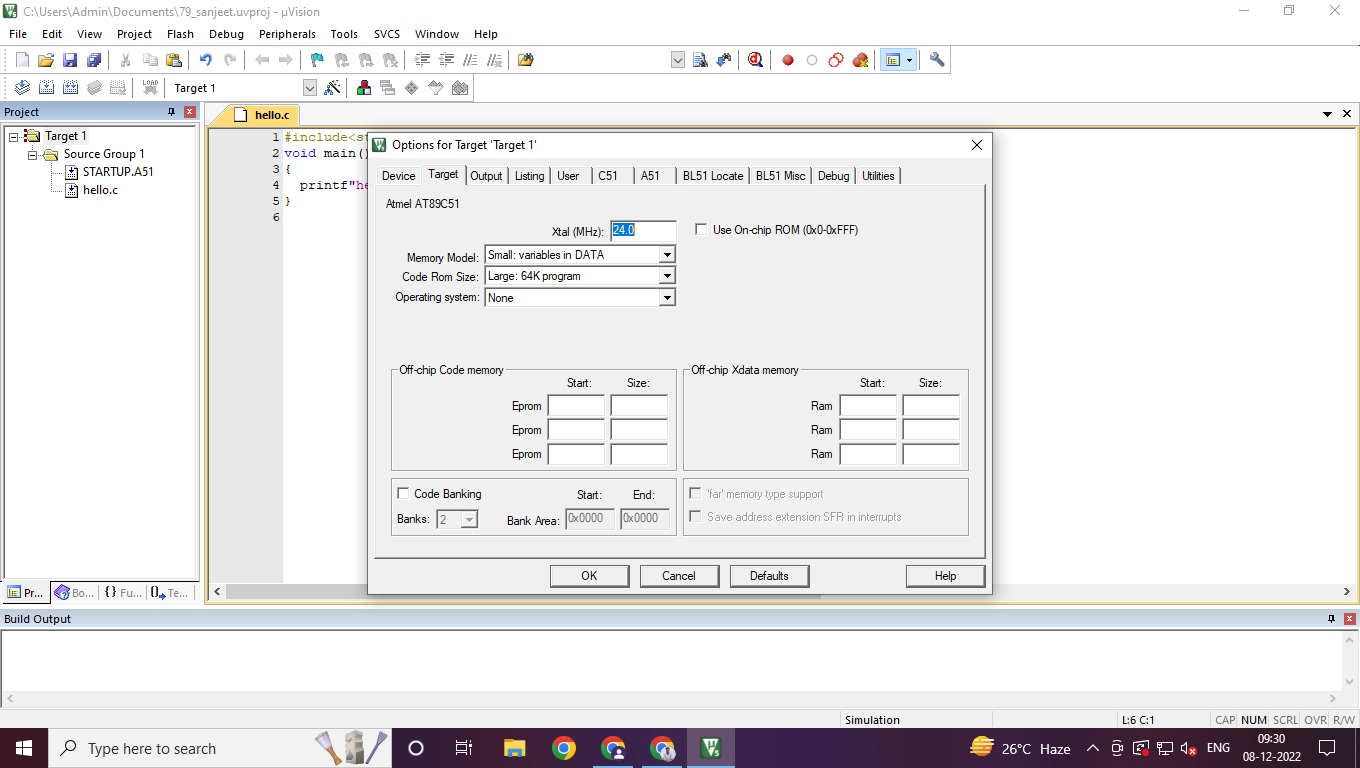 C:\Users\Admin\Documents\79_sanjeet.uvproj - µVision
File Edit View Project Flash Debug Peripherals Tools SVCS Window Help
LOAD
Target 1
Project
Target 1
Source Group 1
STARTUP.A51
hello.c
Pr... Bo... {} Fu... Te...
hello.c
1 #include<st
2 void main()
3 {
4 printf"he
5 }
6
Options for Target 'Target 1'
Device Target Output Listing User C51 A51 BL51 Locate BL51 Misc Debug Utilities
Atmel AT89C51
Xtal (MHz): 24.0 Use On-chip ROM (0x0-0xFFF)
Memory Model: Small: variables in DATA
Code Rom Size: Large: 64K program
Operating system: None
Off-chip Code memory
Start: Size:
Eprom
Eprom
Eprom
Off-chip Xdata memory
Start: Size:
Ram
Ram
Ram
Code Banking Start: End:
Banks: 2 Bank Area: 0x0000 0x0000
'far' memory type support
Save address extension SFR in interrupts
OK Cancel Defaults Help
Build Output
Simulation L:6 C:1 CAP NUM SCRL OVR R/W
Type here to search
26°C Haze ENG 09:30
08-12-2022